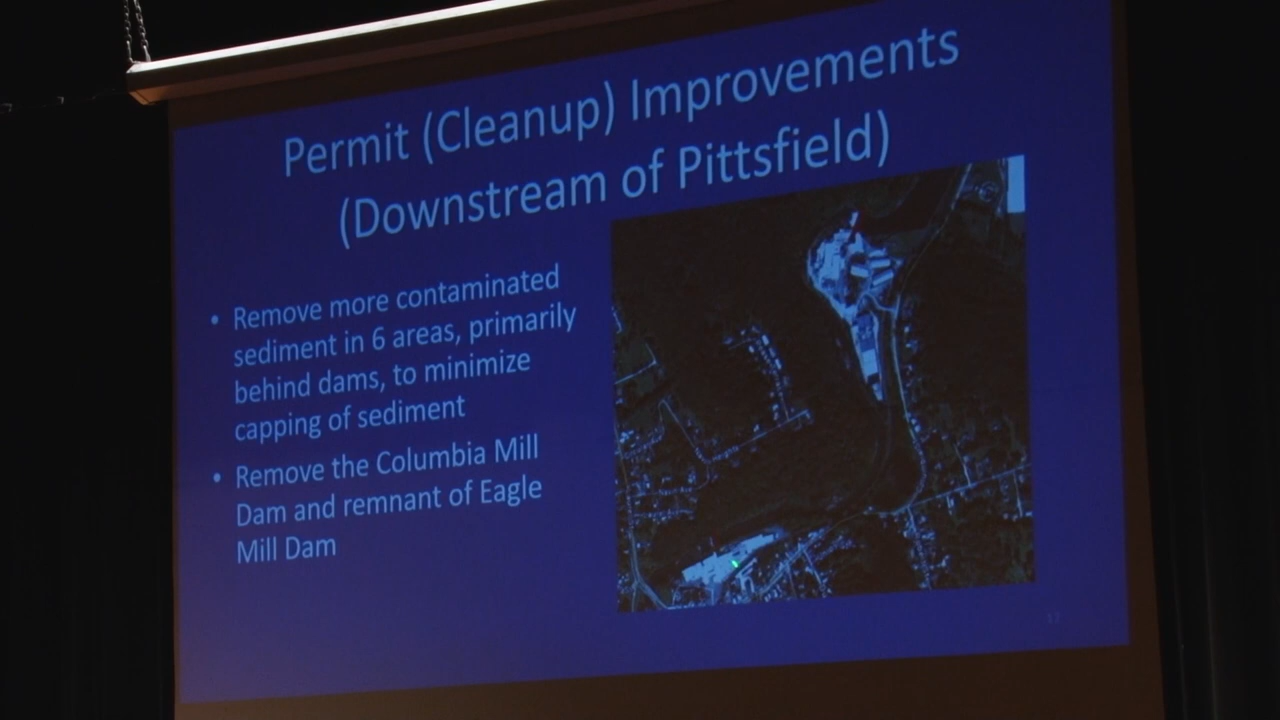 Permit (Cleanup) Improvements
(Downstream of Pittsfield)
• Remove more contaminated
sediment in 6 areas, primarily
behind dams, to minimize
capping of sediment
• Remove the Columbia Mill
Dam and remnant of Eagle
Mill Dam